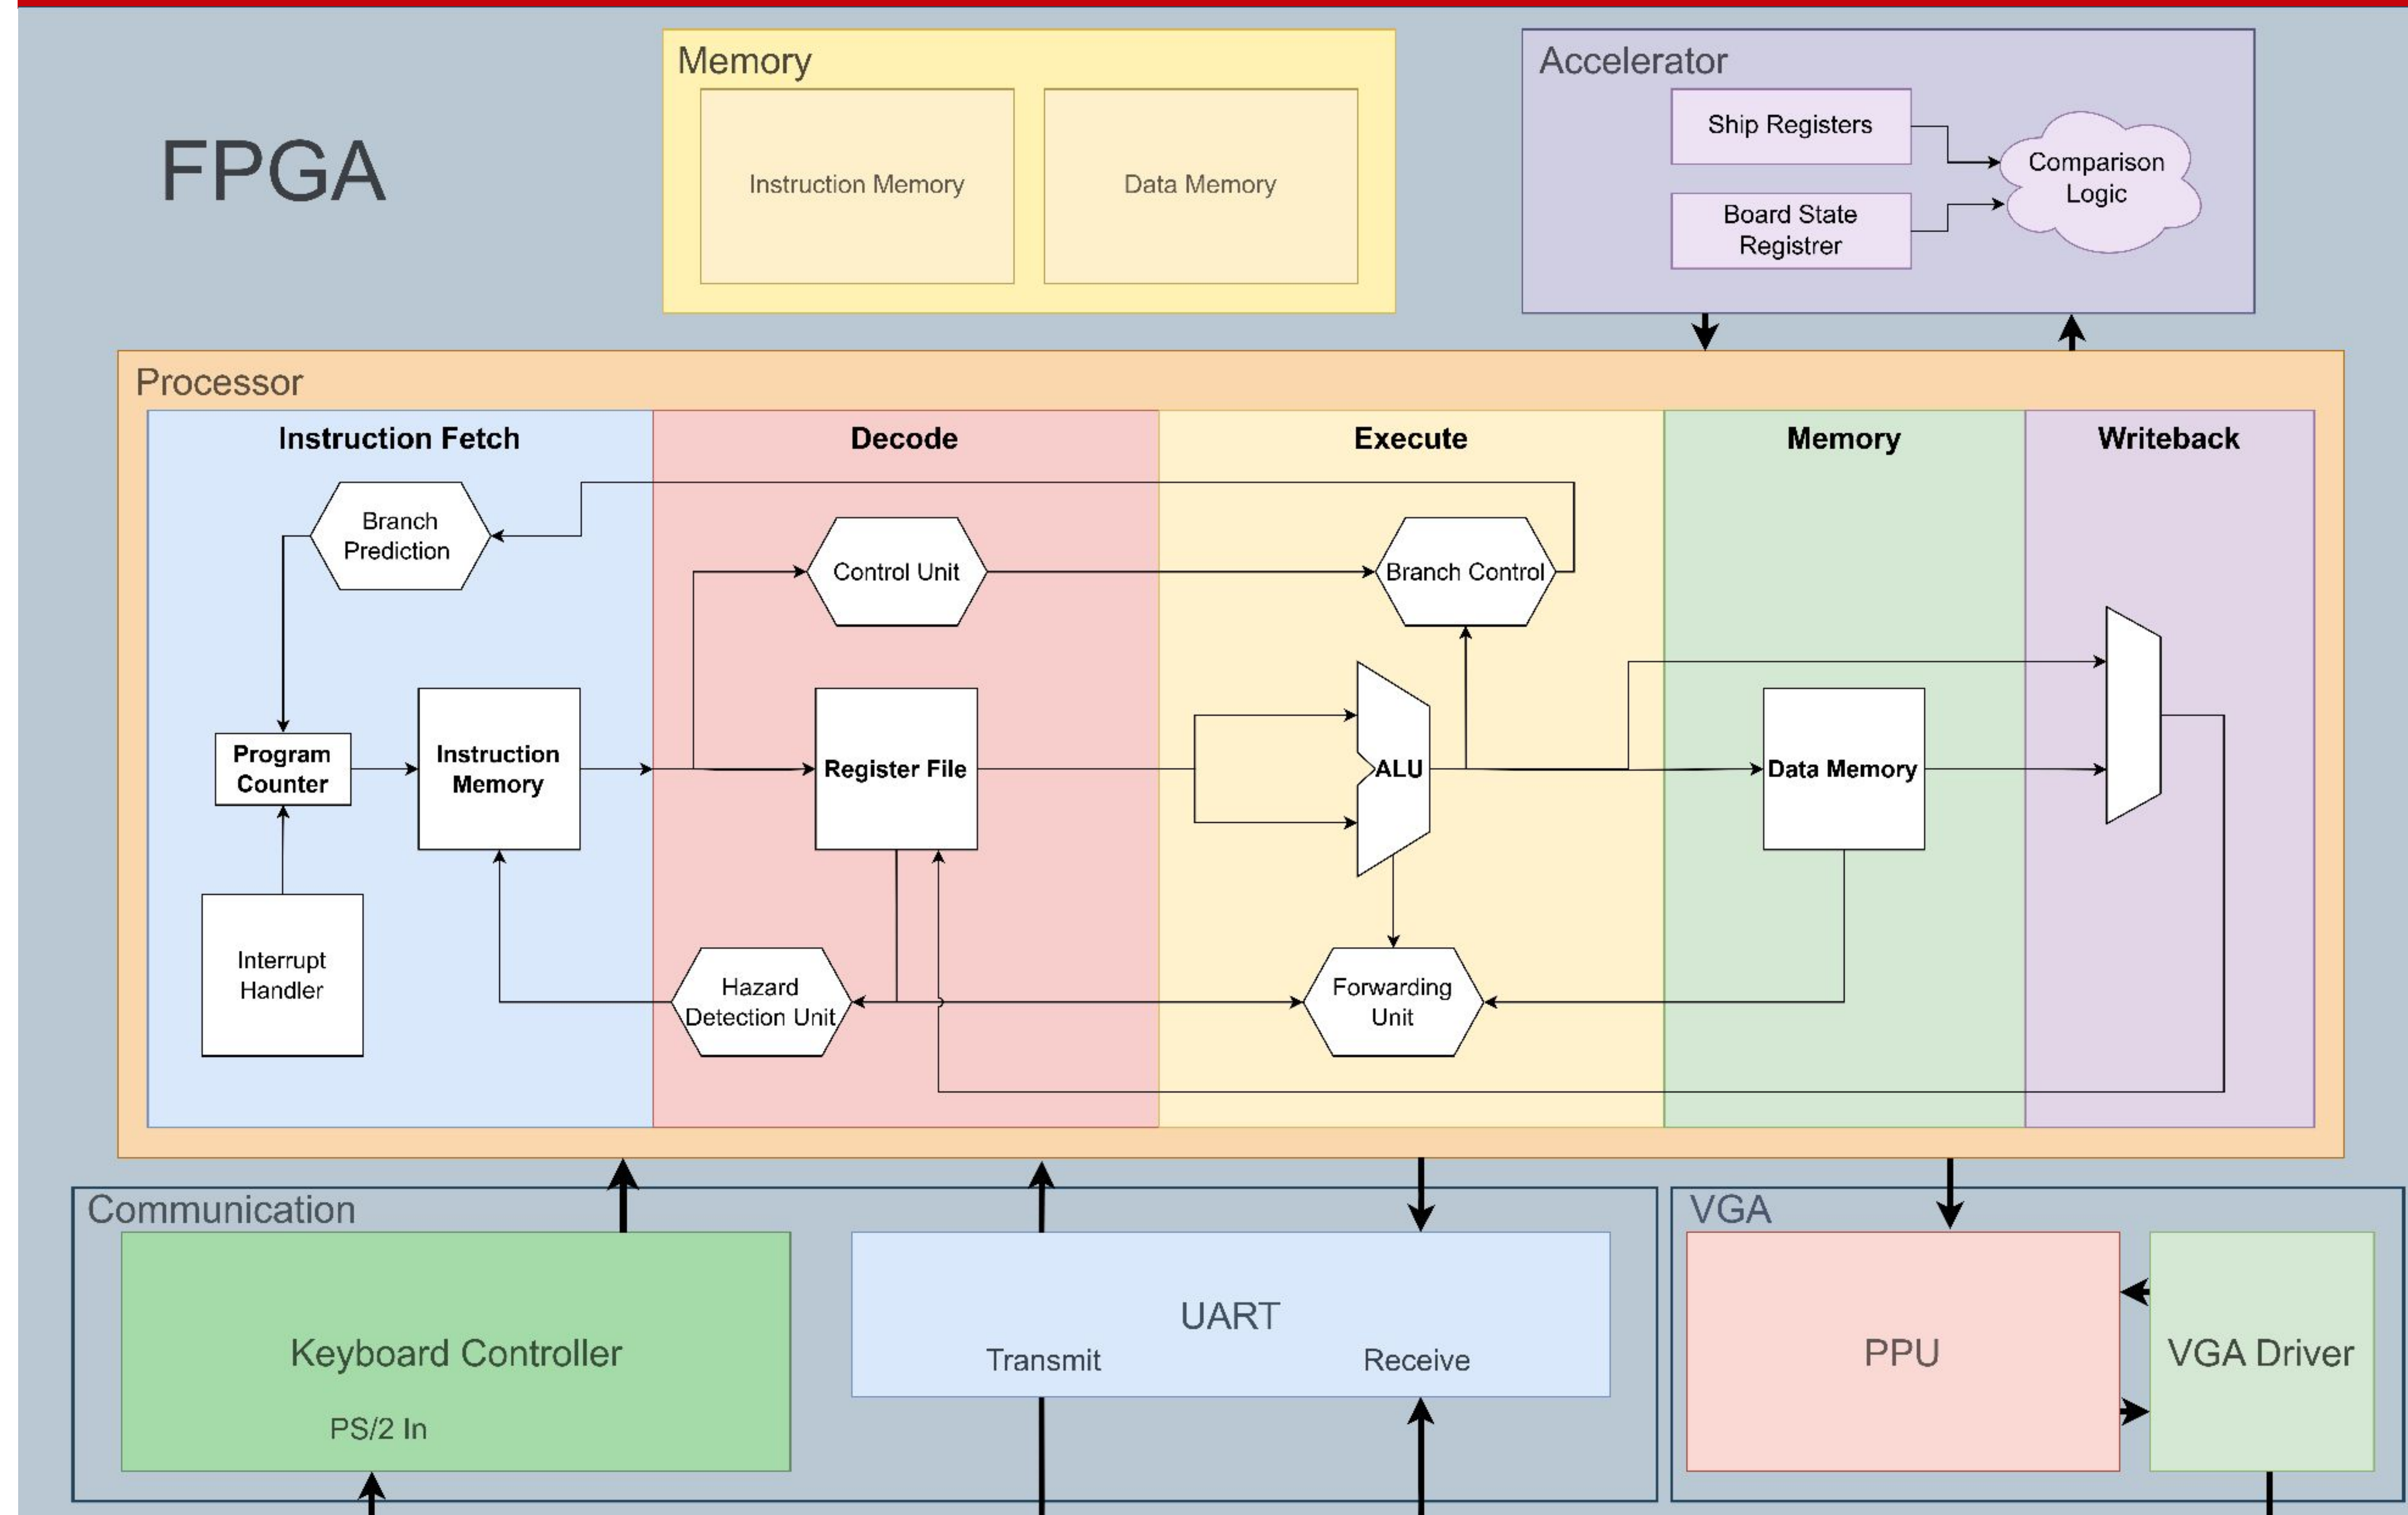 FPGA
Memory
Instruction Memory
Data Memory
Accelerator
Ship Registers
Board State
Registrer
Comparison
Logic
Processor
Instruction Fetch
Decode
Execute
Memory
Writeback
Branch
Prediction
Control Unit
Branch Control
Program
Counter
Instruction
Memory
Register File
ALU
Data Memory
Interrupt
Handler
Hazard
Detection Unit
Forwarding
Unit
Communication
Keyboard Controller
PS/2 In
UART
Transmit
Receive
VGA
PPU
VGA Driver